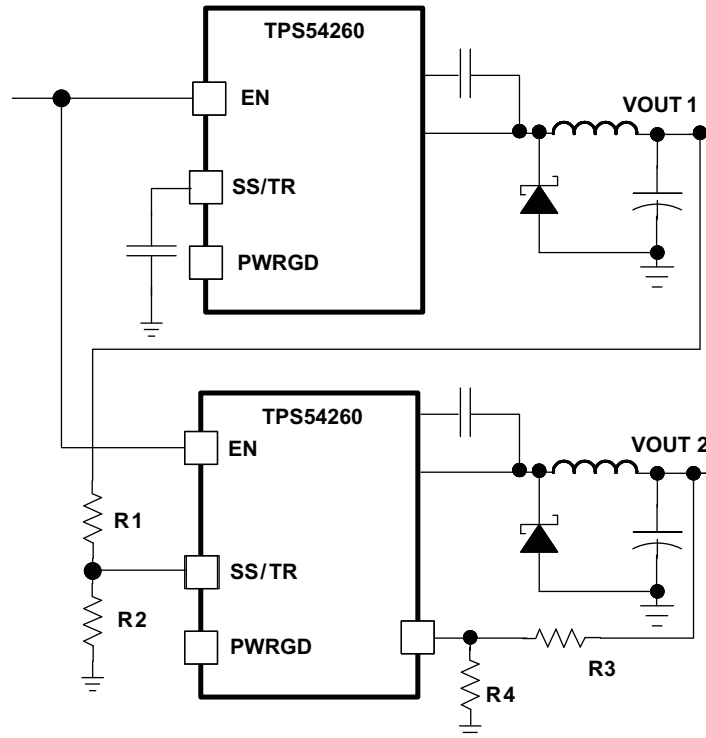 TPS54260
EN
VOUT 1
SS/TR
PWRGD
TPS54260
EN
VOUT 2
R1
SS/TR
R2
PWRGD
R3
R4